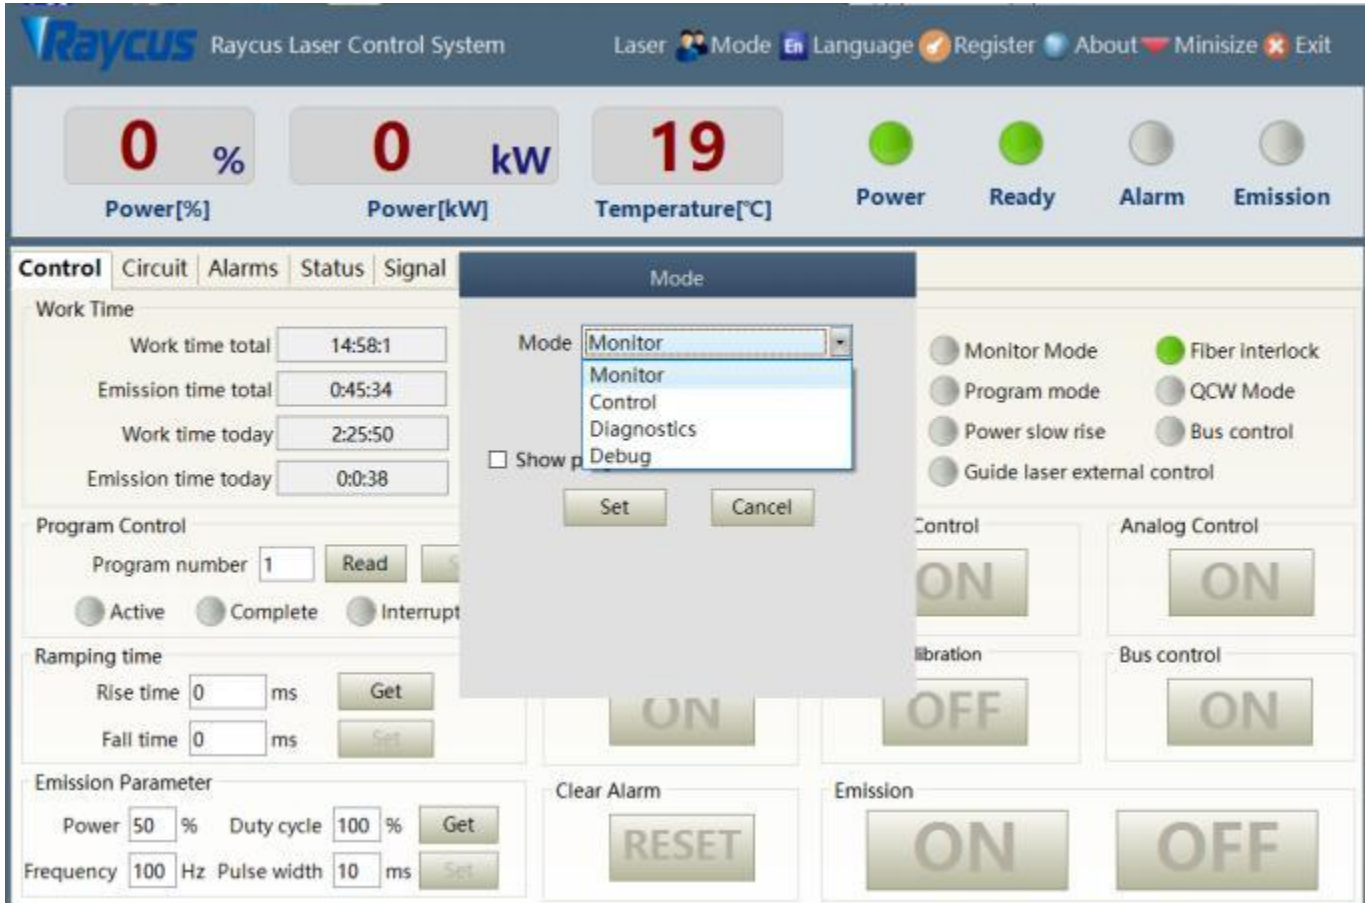 Raycus Raycus Laser Control System Laser Mode En Language Register About Minisize Exit
0 % 0 kW 19
Power[%] Power[kW] Temperature[℃] Power Ready Alarm Emission
Control Circuit Alarms Status Signal
Mode
Work Time
Mode Monitor
Monitor
Control
Diagnostics
Debug
Show p
Set Cancel
Work time total 14:58:1
Emission time total 0:45:34
Work time today 2:25:50
Emission time today 0:0:38
Monitor Mode Fiber interlock
Program mode QCW Mode
Power slow rise Bus control
Guide laser external control
Program Control
Program number 1 Read
Active Complete Interrupt
Control Analog Control
ON ON
Ramping time
Rise time 0 ms Get
Fall time 0 ms Set
ON
libration Bus control
OFF ON
Emission Parameter
Power 50 % Duty cycle 100 % Get
Frequency 100 Hz Pulse width 10 ms Set
Clear Alarm
RESET
Emission
ON OFF